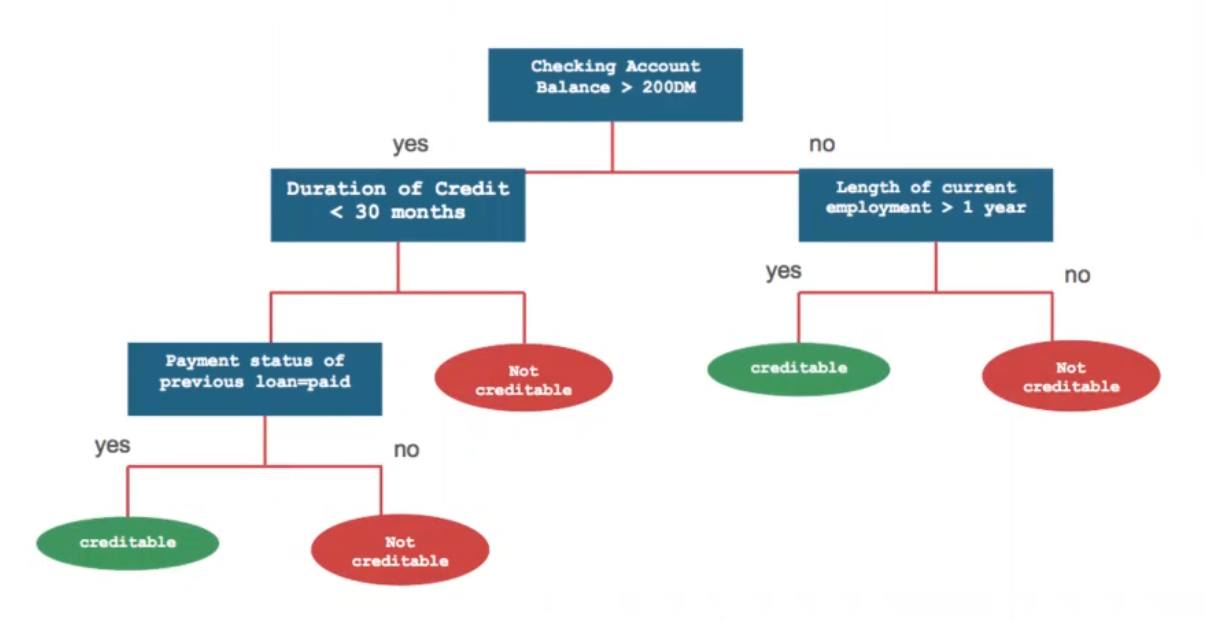 Checking Account
Balance > 200DM
yes
no
Duration of Credit
< 30 months
Length of current
employment > 1 year
yes
no
Payment status of
previous loan=paid
Not
creditable
creditable
Not
creditable
yes
no
creditable
Not
creditable